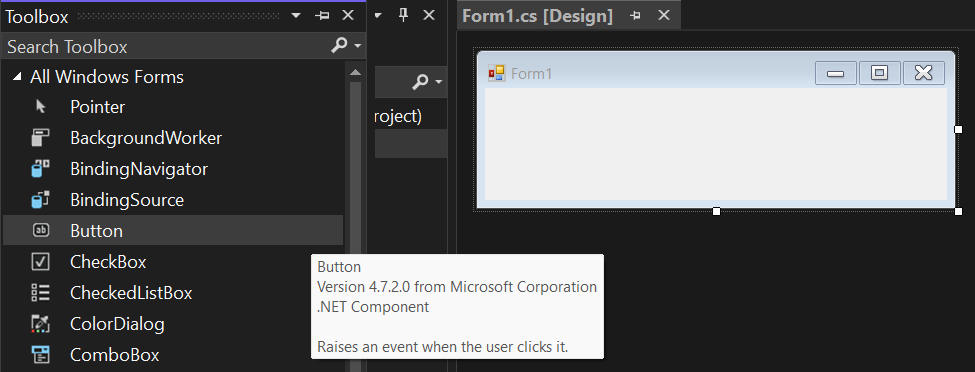 Toolbox
Search Toolbox
All Windows Forms
Pointer
BackgroundWorker
BindingNavigator
BindingSource
Button
CheckBox
CheckedListBox
ColorDialog
ComboBox
roject)
Form1.cs [Design]
Form1
Button
Version 4.7.2.0 from Microsoft Corporation
.NET Component
Raises an event when the user clicks it.